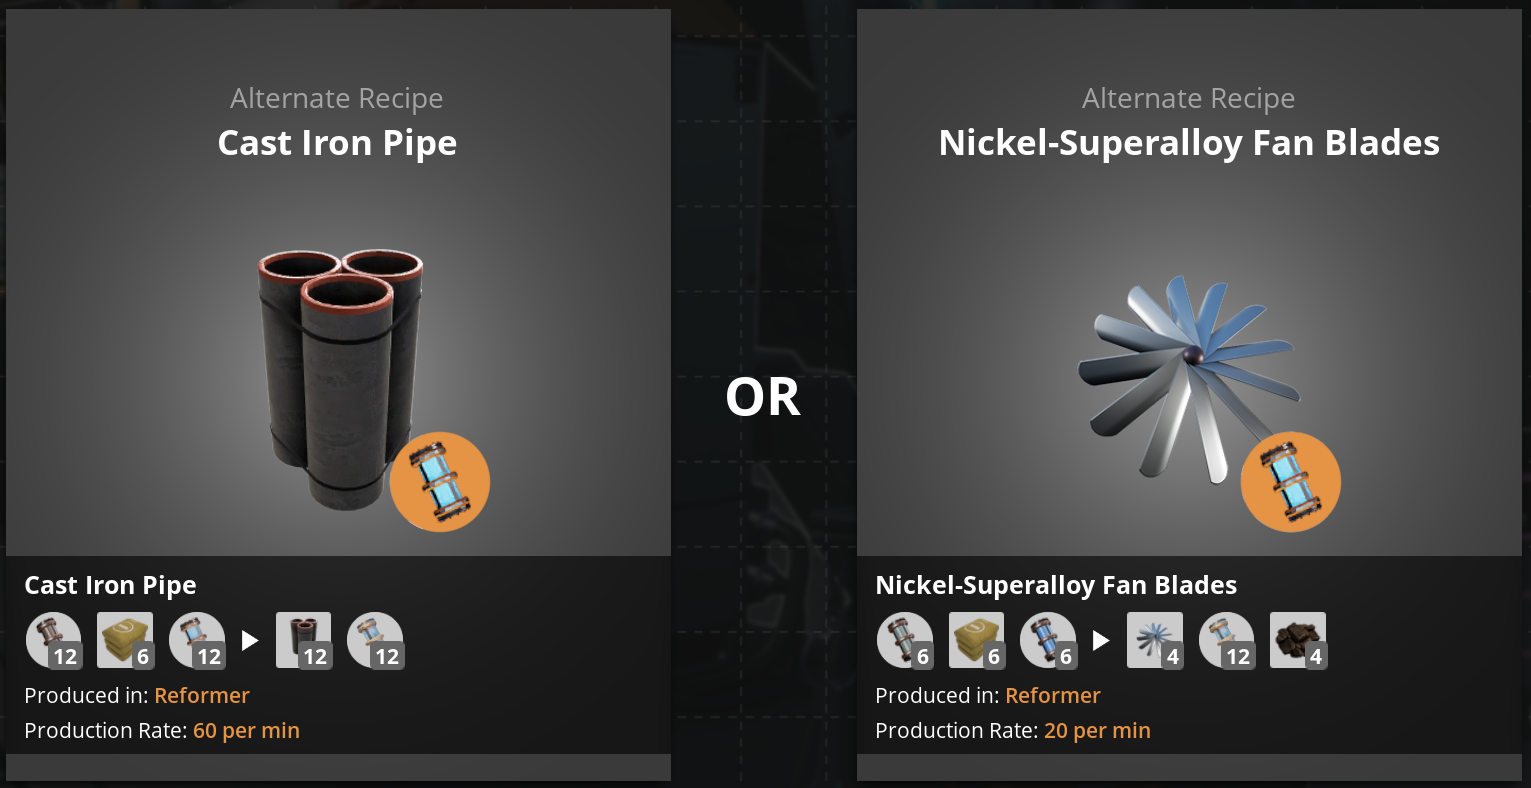 Alternate Recipe
Cast Iron Pipe
Cast Iron Pipe
12 6 12 12 12
Produced in: Reformer
Production Rate: 60 per min
OR
Alternate Recipe
Nickel-Superalloy Fan Blades
Nickel-Superalloy Fan Blades
6 6 6 4 12 4
Produced in: Reformer
Production Rate: 20 per min